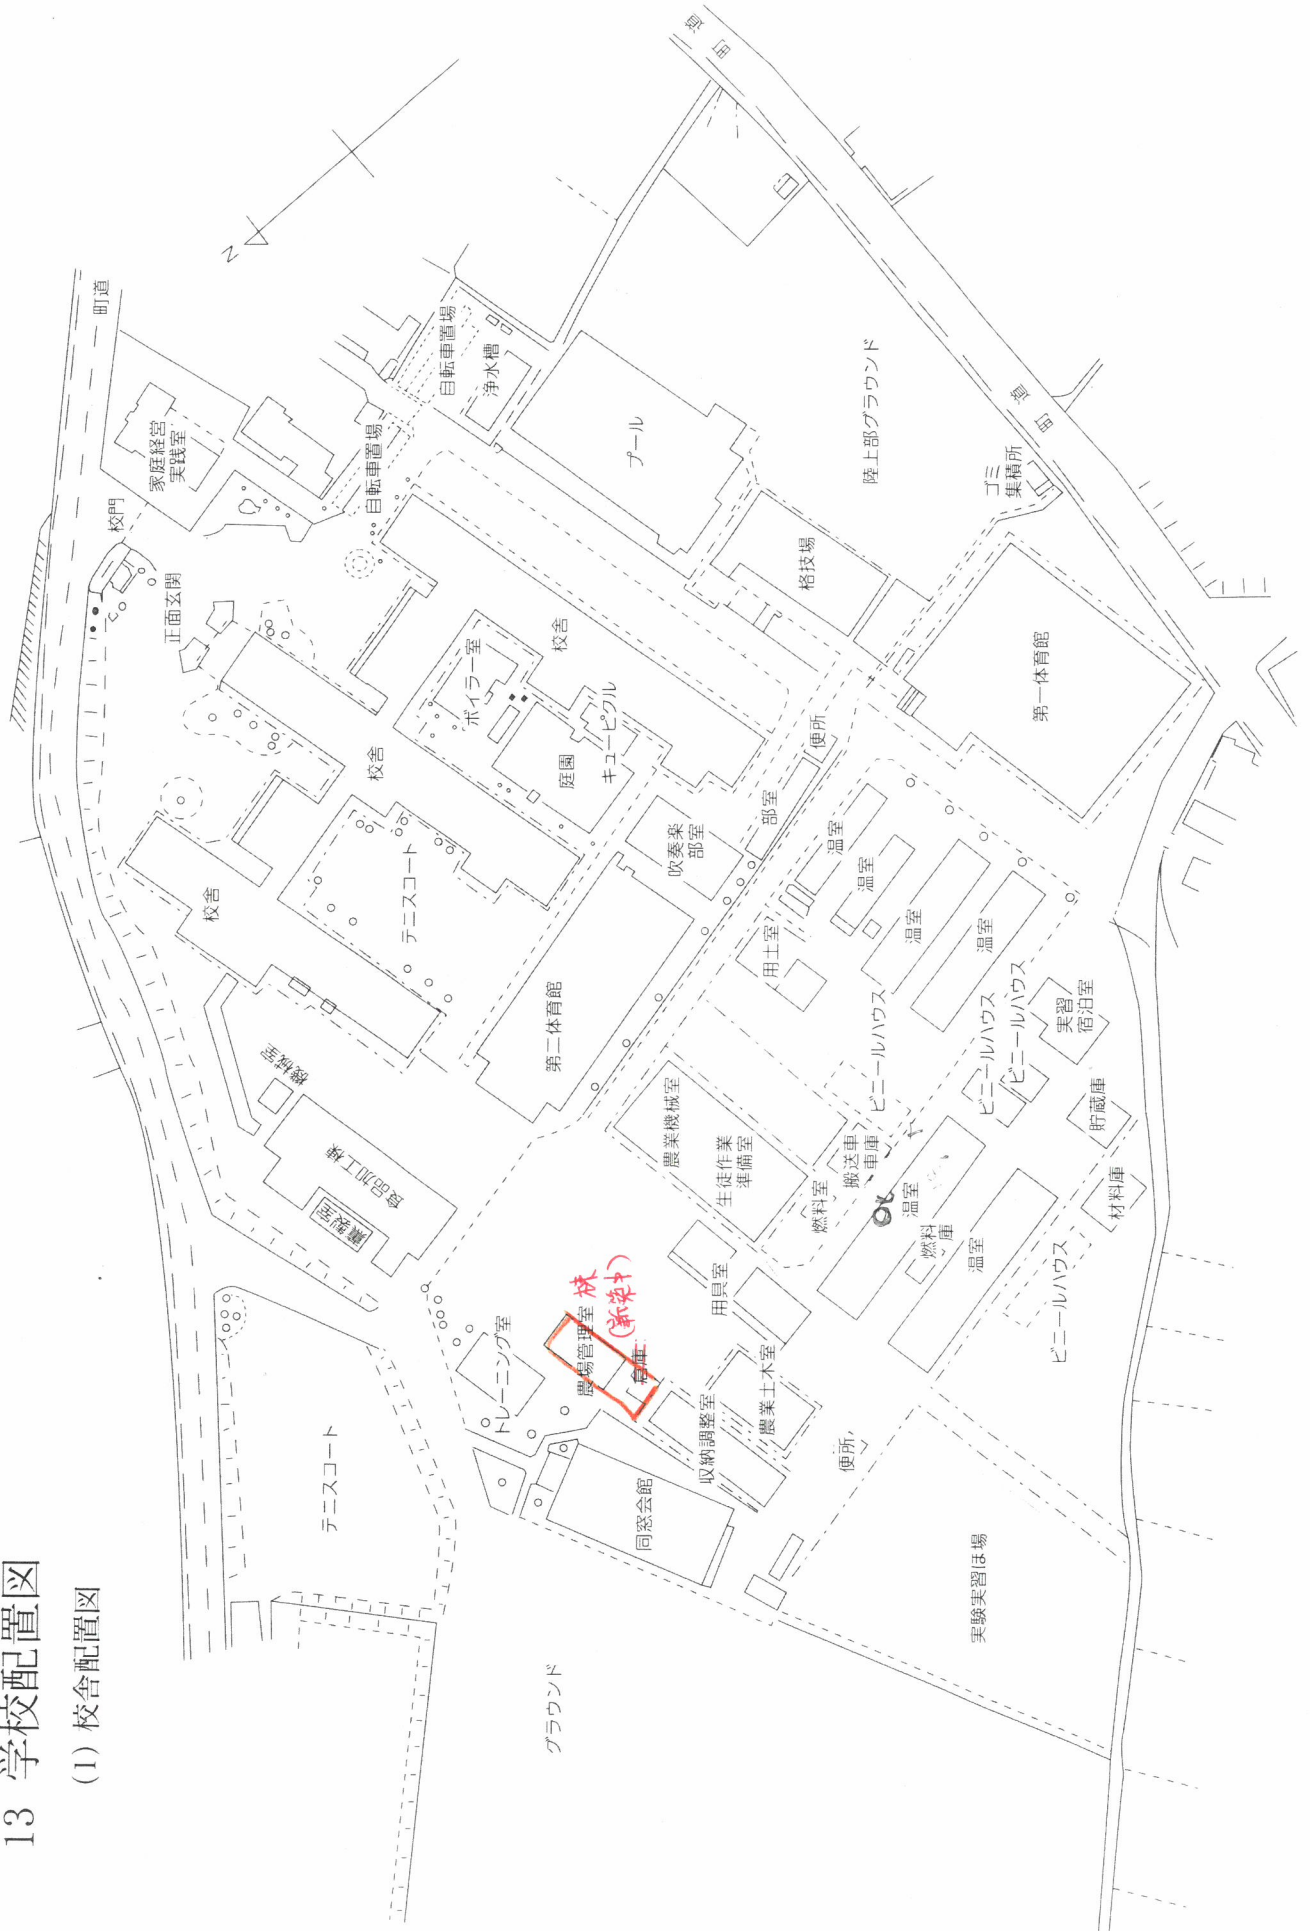 13 学校配置図
(1) 校舎配置図
N
町道
町道
町道
家庭経営
実践室
校門
正面玄関
自転車置場
自転車置場
浄水槽
プール
陸上部グラウンド
ゴミ
集積所
格技場
第一体育館
ボイラー室
校舎
庭園
キュービクル
校舎
テニスコート
校舎
便所
部室
吹奏楽
部室
第二体育館
温室
温室
温室
温室
用土室
ビニールハウス
ビニールハウス
ビニールハウス
実習
宿泊室
貯蔵庫
材料庫
機械室
食品加工棟
製菓室
農業機械室
生徒作業
準備室
搬送車
車庫
燃料室
温室
燃料
庫
温室
ビニールハウス
用具室
トレーニング室
農場管理室 棟
(新築中)
倉庫
農業土木室
収納調整室
同窓会館
便所
テニスコート
グラウンド
実験実習ほ場